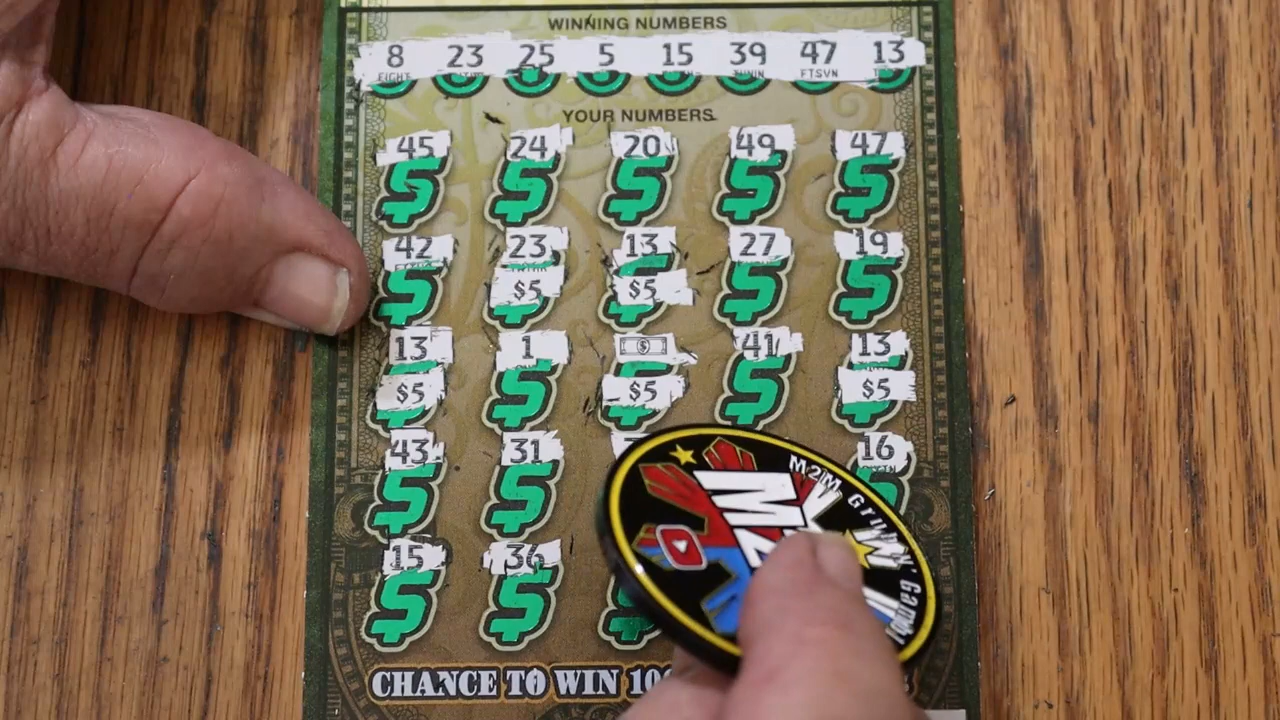 WINNING NUMBERS
8 23 25 5 15 39 47 13
EIGHT FTSVN
YOUR NUMBERS
45 24 20 49 47
42 23 13 27 19
$5 $5
13 1 $ 41 13
$5 $5 $5
43 31 16
15 36
CHANCE TO WIN
M2M Grib
M2